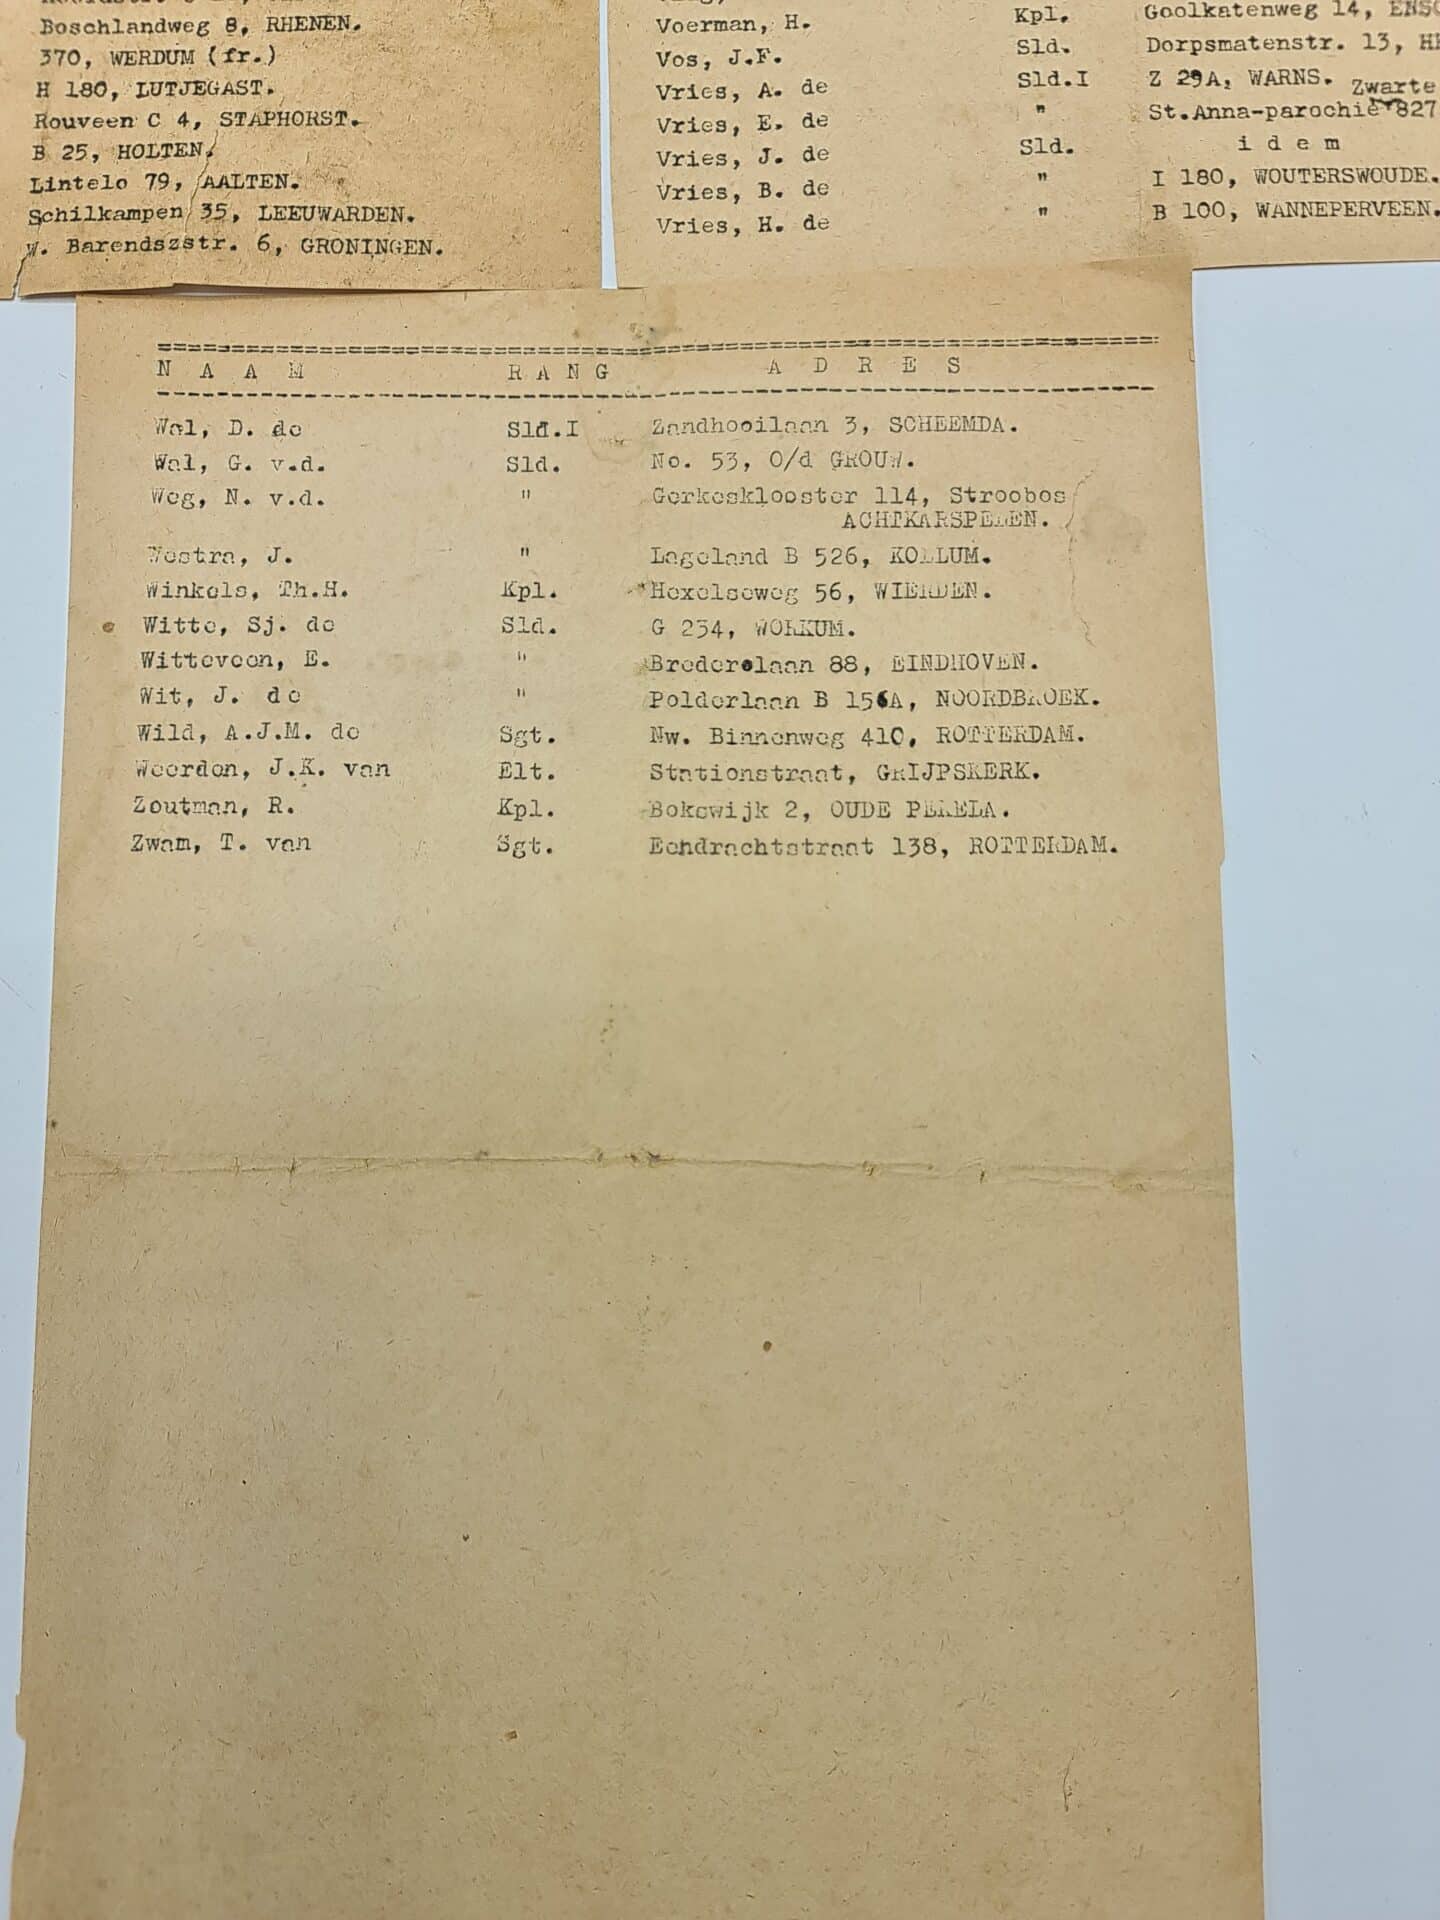 Boschlandweg 8, RHENEN.
370, WERDUM (fr.)
H 180, LUTJEGAST.
Rouveen C 4, STAPHORST.
B 25, HOLTEN.
Lintelo 79, AALTEN.
Schilkampen 35, LEEUWARDEN.
W. Barendszstr. 6, GRONINGEN.
Voerman, H. Kpl. Goolkatenweg 14,
Vos, J.F. Sld. Dorpsmatenstr. 13,
Vries, A. de Sld.I Z 29A, WARNS.
Zwarte
Vries, E. de " St.Anna-parochie 827
Vries, J. de Sld. i d e m
Vries, B. de " I 180, WOUTERSWOUDE.
Vries, H. de " B 100, WANNEPERVEEN.
N A A M R A N G A D R E S
Wal, D. de Sld.I Zandhooilaan 3, SCHEEMDA.
Wal, G. v.d. Sld. No. 53, O/d GROUW.
Weg, N. v.d. " Gerkesklooster 114, Stroobos
ACHTKARSPELEN.
Westra, J. " Lageland B 526, KOLLUM.
Winkels, Th.H. Kpl. Hexelseweg 56, WIERDEN.
Witte, Sj. de Sld. G 234, WORKUM.
Witteveen, E. " Brederolaan 88, EINDHOVEN.
Wit, J. de " Polderlaan B 156A, NOORDBROEK.
Wild, A.J.M. de Sgt. Nw. Binnenweg 410, ROTTERDAM.
Weerden, J.K. van Elt. Stationstraat, GRIJPSKERK.
Zoutman, R. Kpl. Bokswijk 2, OUDE PEKELA.
Zwam, T. van Sgt. Eendrachtstraat 138, ROTTERDAM.